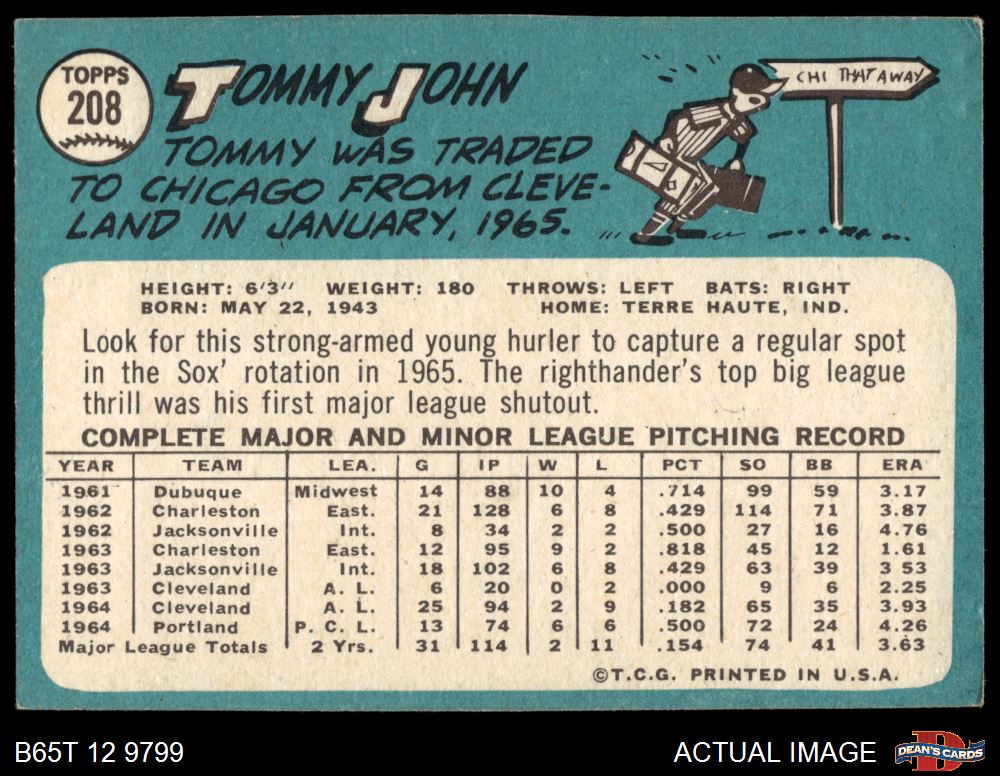 TOPPS
208
TOMMY JOHN
TOMMY WAS TRADED
TO CHICAGO FROM CLEVE-
LAND IN JANUARY, 1965.
CHI THAT AWAY
HEIGHT: 6'3" WEIGHT: 180 THROWS: LEFT BATS: RIGHT
BORN: MAY 22, 1943 HOME: TERRE HAUTE, IND.
Look for this strong-armed young hurler to capture a regular spot
in the Sox' rotation in 1965. The righthander's top big league
thrill was his first major league shutout.
COMPLETE MAJOR AND MINOR LEAGUE PITCHING RECORD
YEAR TEAM LEA. G IP W L PCT SO BB ERA
1961 Dubuque Midwest 14 88 10 4 .714 99 59 3.17
1962 Charleston East. 21 128 6 8 .429 114 71 3.87
1962 Jacksonville Int. 8 34 2 2 .500 27 16 4.76
1963 Charleston East. 12 95 9 2 .818 45 12 1.61
1963 Jacksonville Int. 18 102 6 8 .429 63 39 3 53
1963 Cleveland A. L. 6 20 0 2 .000 9 6 2.25
1964 Cleveland A. L. 25 94 2 9 .182 65 35 3.93
1964 Portland P. C. L. 13 74 6 6 .500 72 24 4.26
Major League Totals 2 Yrs. 31 114 2 11 .154 74 41 3.63
©T.C.G. PRINTED IN U.S.A.
B65T 12 9799
ACTUAL IMAGE
D
DEAN'S CARDS